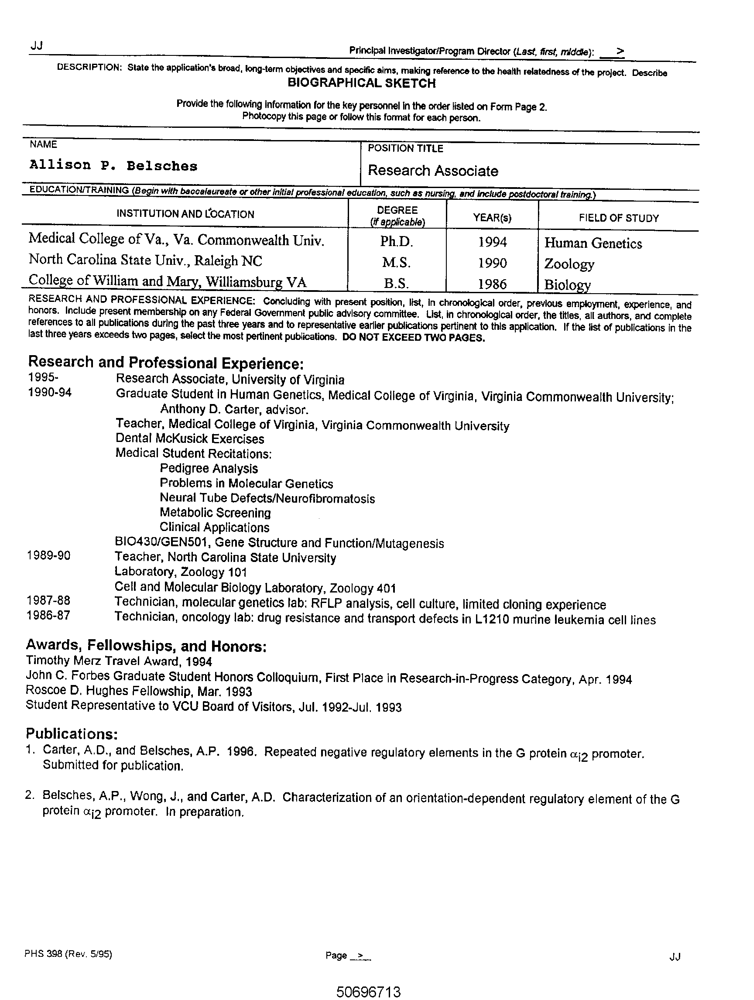 JJ
Principal Investigator/Program Director (Last, first, middle): >
DESCRIPTION: State the application's broad, long-term objectives and specific aims, making reference to the health relatedness of the project. Describe
BIOGRAPHICAL SKETCH
Provide the following information for the key personnel in the order listed on Form Page 2.
Photocopy this page or follow this format for each person.
NAME
POSITION TITLE
Allison P. Belsches
Research Associate
EDUCATION/TRAINING (Begin with baccalaureate or other initial professional education, such as nursing, and include postdoctoral training.)
INSTITUTION AND LOCATION
DEGREE
(if applicable)
YEAR(s)
FIELD OF STUDY
Medical College of Va., Va. Commonwealth Univ. Ph.D. 1994 Human Genetics
North Carolina State Univ., Raleigh NC M.S. 1990 Zoology
College of William and Mary, Williamsburg VA B.S. 1986 Biology
RESEARCH AND PROFESSIONAL EXPERIENCE: Concluding with present position, list, in chronological order, previous employment, experience, and
honors. Include present membership on any Federal Government public advisory committee. List, in chronological order, the titles, all authors, and complete
references to all publications during the past three years and to representative earlier publications pertinent to this application. If the list of publications in the
last three years exceeds two pages, select the most pertinent publications. DO NOT EXCEED TWO PAGES.
Research and Professional Experience:
1995- Research Associate, University of Virginia
1990-94 Graduate Student in Human Genetics, Medical College of Virginia, Virginia Commonwealth University;
Anthony D. Carter, advisor.
Teacher, Medical College of Virginia, Virginia Commonwealth University
Dental McKusick Exercises
Medical Student Recitations:
Pedigree Analysis
Problems in Molecular Genetics
Neural Tube Defects/Neurofibromatosis
Metabolic Screening
Clinical Applications
BIO430/GEN501, Gene Structure and Function/Mutagenesis
1989-90 Teacher, North Carolina State University
Laboratory, Zoology 101
Cell and Molecular Biology Laboratory, Zoology 401
1987-88 Technician, molecular genetics lab: RFLP analysis, cell culture, limited cloning experience
1986-87 Technician, oncology lab: drug resistance and transport defects in L1210 murine leukemia cell lines
Awards, Fellowships, and Honors:
Timothy Merz Travel Award, 1994
John C. Forbes Graduate Student Honors Colloquium, First Place in Research-in-Progress Category, Apr. 1994
Roscoe D. Hughes Fellowship, Mar. 1993
Student Representative to VCU Board of Visitors, Jul. 1992-Jul. 1993
Publications:
1. Carter, A.D., and Belsches, A.P. 1996. Repeated negative regulatory elements in the G protein αi2 promoter.
Submitted for publication.
2. Belsches, A.P., Wong, J., and Carter, A.D. Characterization of an orientation-dependent regulatory element of the G
protein αi2 promoter. In preparation.
PHS 398 (Rev. 5/95)
Page >
JJ
50696713